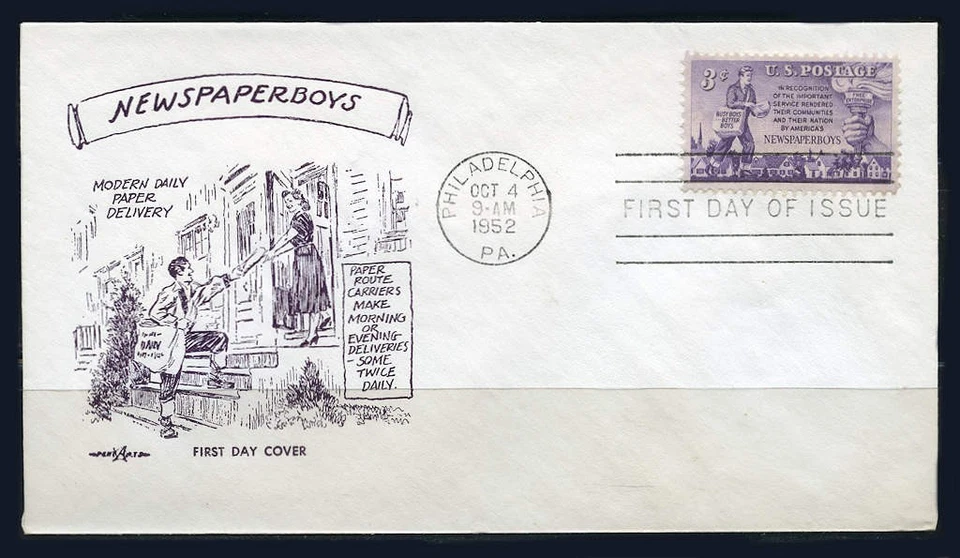 NEWSPAPERBOYS
MODERN DAILY
PAPER
DELIVERY
PAPER
ROUTE
CARRIERS
MAKE
MORNING
OR
EVENING
DELIVERIES
- SOME
TWICE
DAILY.
DAILY
PENT ARTS
FIRST DAY COVER
PHILADELPHIA
OCT 4
9-AM
1952
PA.
3¢
U.S. POSTAGE
IN RECOGNITION
OF THE IMPORTANT
SERVICE RENDERED
THEIR COMMUNITIES
AND THEIR NATION
BY AMERICA'S
NEWSPAPERBOYS
BUSY BOYS
- BETTER
BOYS
FREE
ENTERPRISE
FIRST DAY OF ISSUE